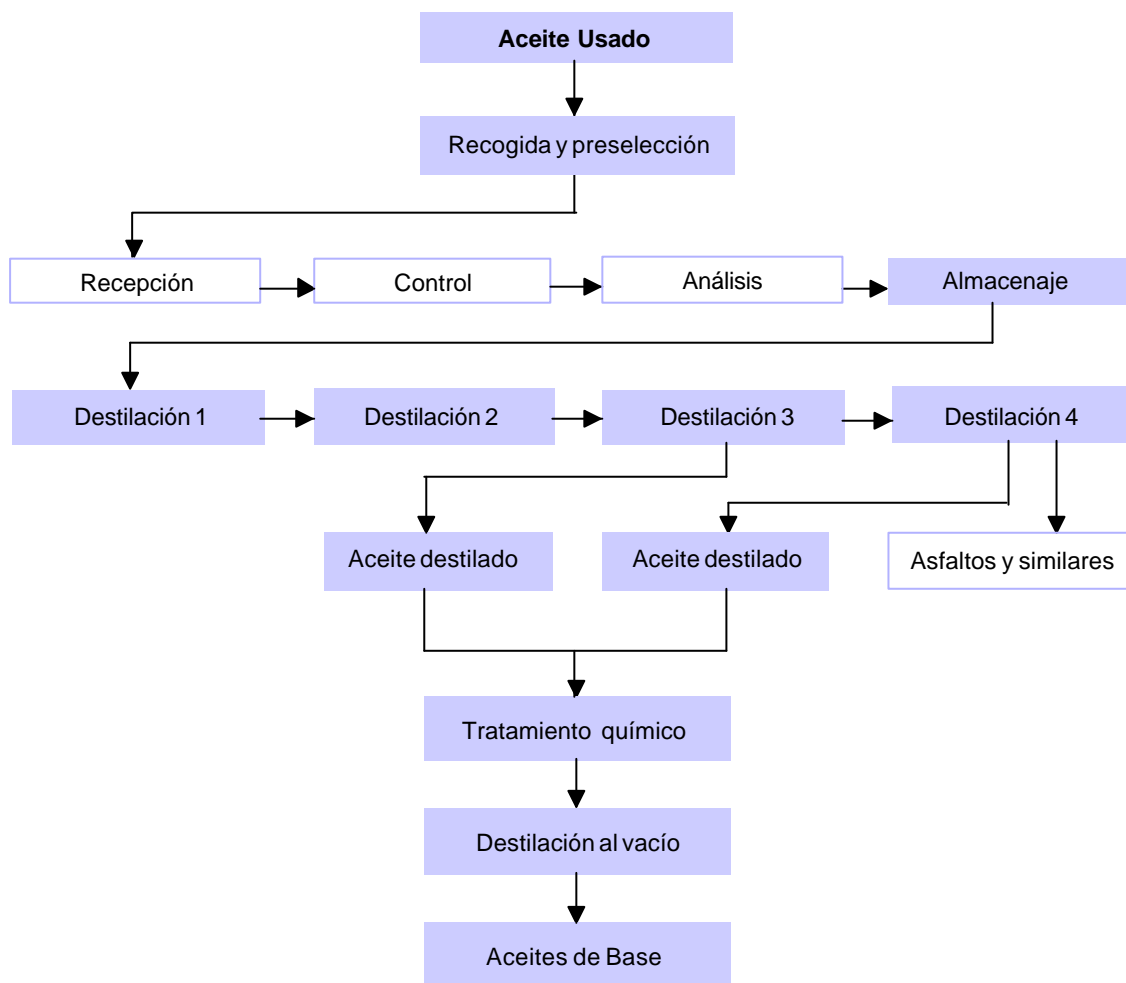 Aceite Usado
Recogida y preselección
Recepción
Control
Análisis
Almacenaje
Destilación 1
Destilación 2
Destilación 3
Destilación 4
Aceite destilado
Aceite destilado
Asfaltos y similares
Tratamiento químico
Destilación al vacío
Aceites de Base